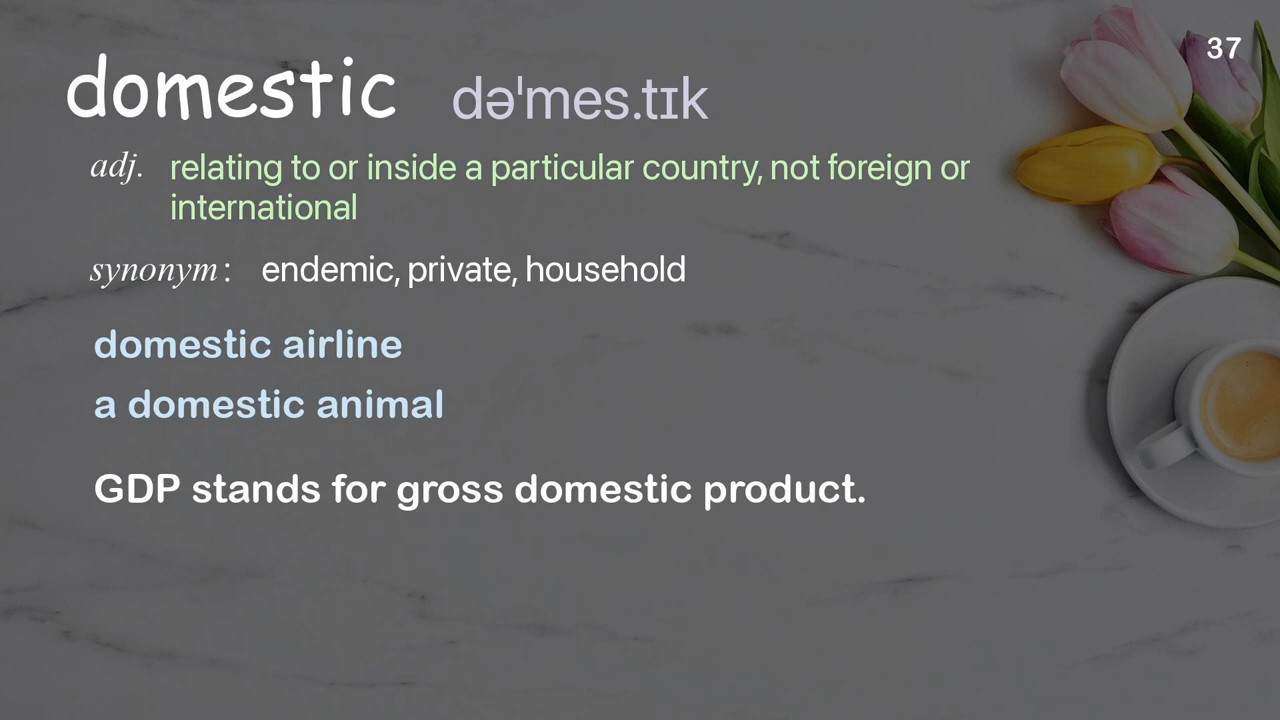 37
domestic dəˈmes.tɪk
adj. relating to or inside a particular country, not foreign or
international
synonym: endemic, private, household
domestic airline
a domestic animal
GDP stands for gross domestic product.